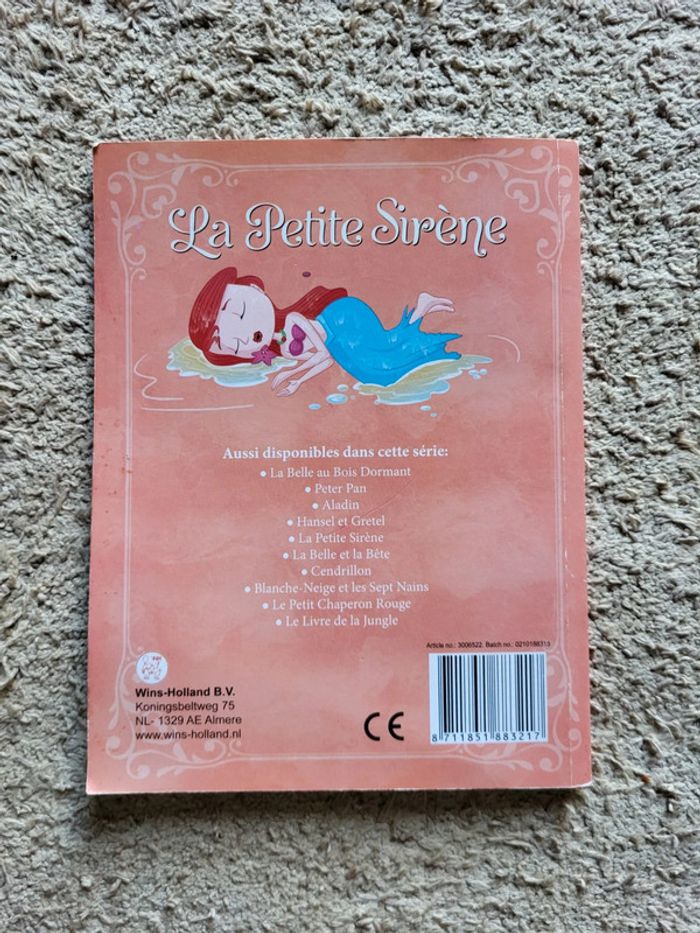 La Petite Sirène
Aussi disponibles dans cette série:
• La Belle au Bois Dormant
• Peter Pan
• Aladin
• Hansel et Gretel
• La Petite Sirène
• La Belle et la Bête
• Cendrillon
• Blanche-Neige et les Sept Nains
• Le Petit Chaperon Rouge
• Le Livre de la Jungle
Article no.: 3006522. Batch no.: 0210188313
Wins-Holland B.V.
Koningsbeltweg 75
NL- 1329 AE Almere
www.wins-holland.nl
CE
8 711851 883217